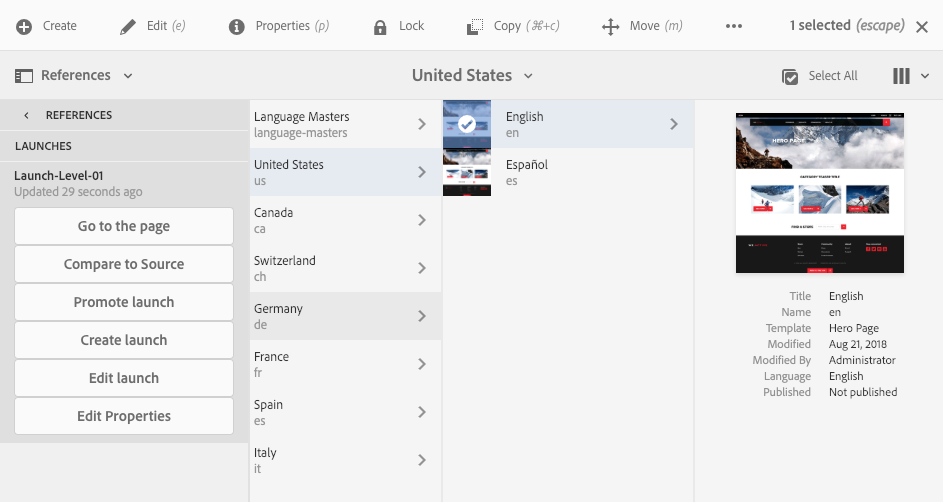 Create
Edit (e)
Properties (p)
Lock
Copy (⌘+c)
Move (m)
1 selected (escape)
References
United States
Select All
REFERENCES
LAUNCHES
Launch-Level-01
Updated 29 seconds ago
Go to the page
Compare to Source
Promote launch
Create launch
Edit launch
Edit Properties
Language Masters
language-masters
United States
us
Canada
ca
Switzerland
ch
Germany
de
France
fr
Spain
es
Italy
it
English
en
Español
es
HERO PAGE
Title English
Name en
Template Hero Page
Modified Aug 21, 2018
Modified By Administrator
Language English
Published Not published